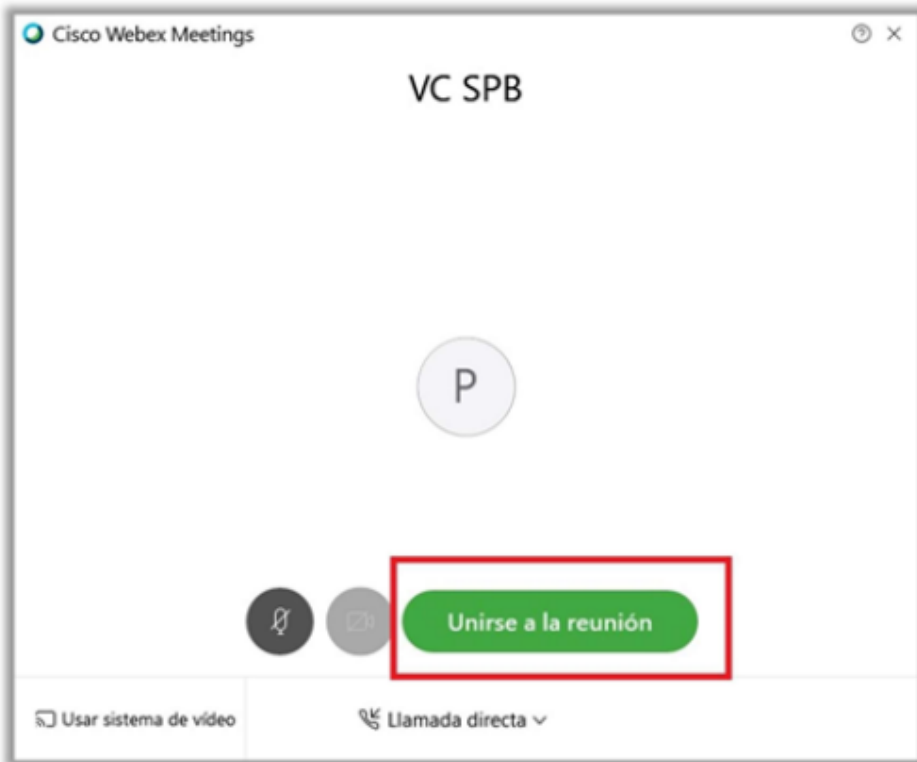 Cisco Webex Meetings
VC SPB
P
Unirse a la reunión
Usar sistema de vídeo
Llamada directa